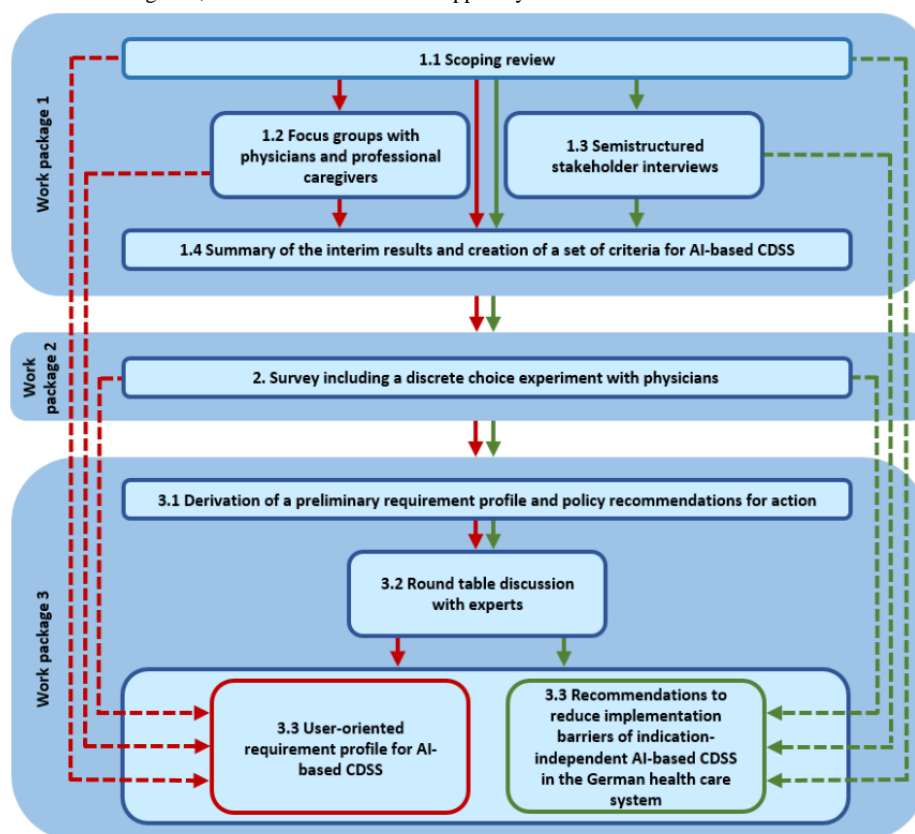 Work package 1
1.1 Scoping review
1.2 Focus groups with
physicians and professional
caregivers
1.3 Semistructured
stakeholder interviews
1.4 Summary of the interim results and creation of a set of criteria for AI-based CDSS
Work
package 2
2. Survey including a discrete choice experiment with physicians
Work package 3
3.1 Derivation of a preliminary requirement profile and policy recommendations for action
3.2 Round table discussion
with experts
3.3 User-oriented
requirement profile for AI-
based CDSS
3.3 Recommendations to
reduce implementation
barriers of indication-
independent AI-based CDSS
in the German health care
system